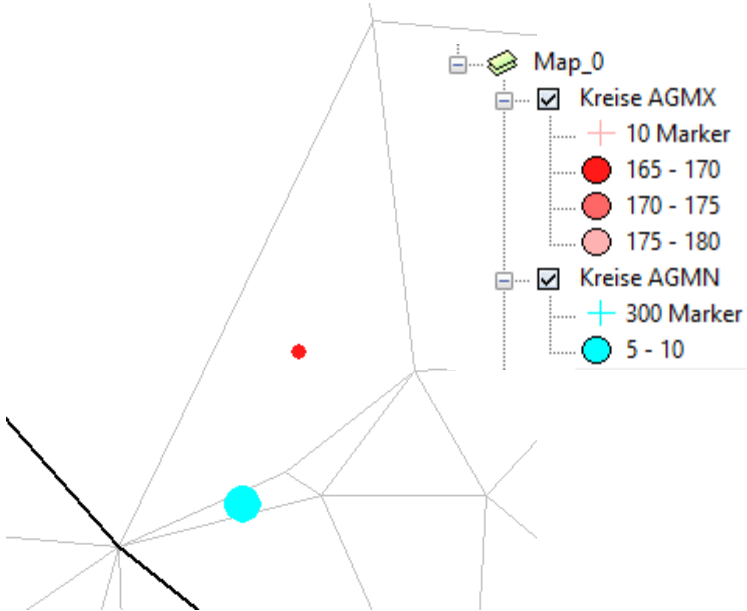 Map_0
Kreise AGMX
10 Marker
165 - 170
170 - 175
175 - 180
Kreise AGMN
300 Marker
5 - 10